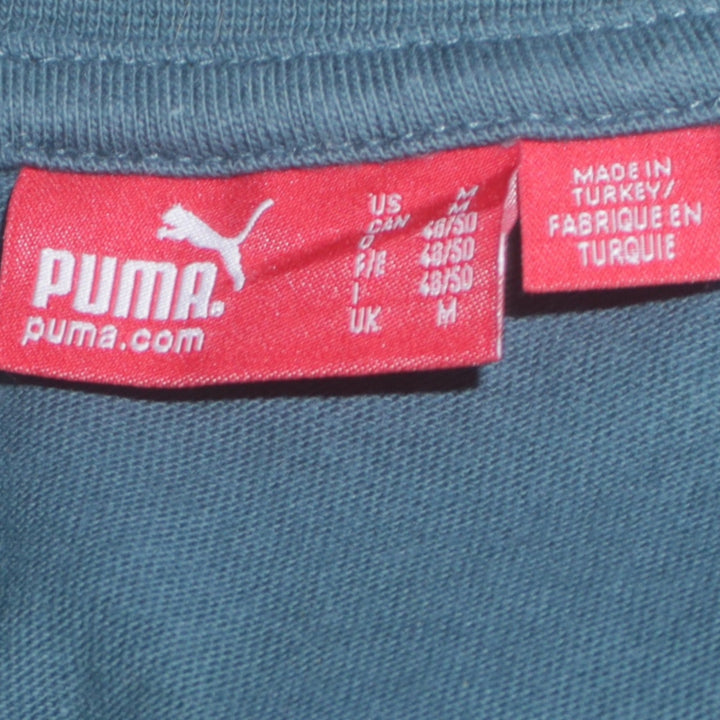 PUMA
puma.com
US M
CAN M
D 48/50
F/E 48/50
I 48/50
UK M
MADE IN
TURKEY/
FABRIQUE EN
TURQUIE